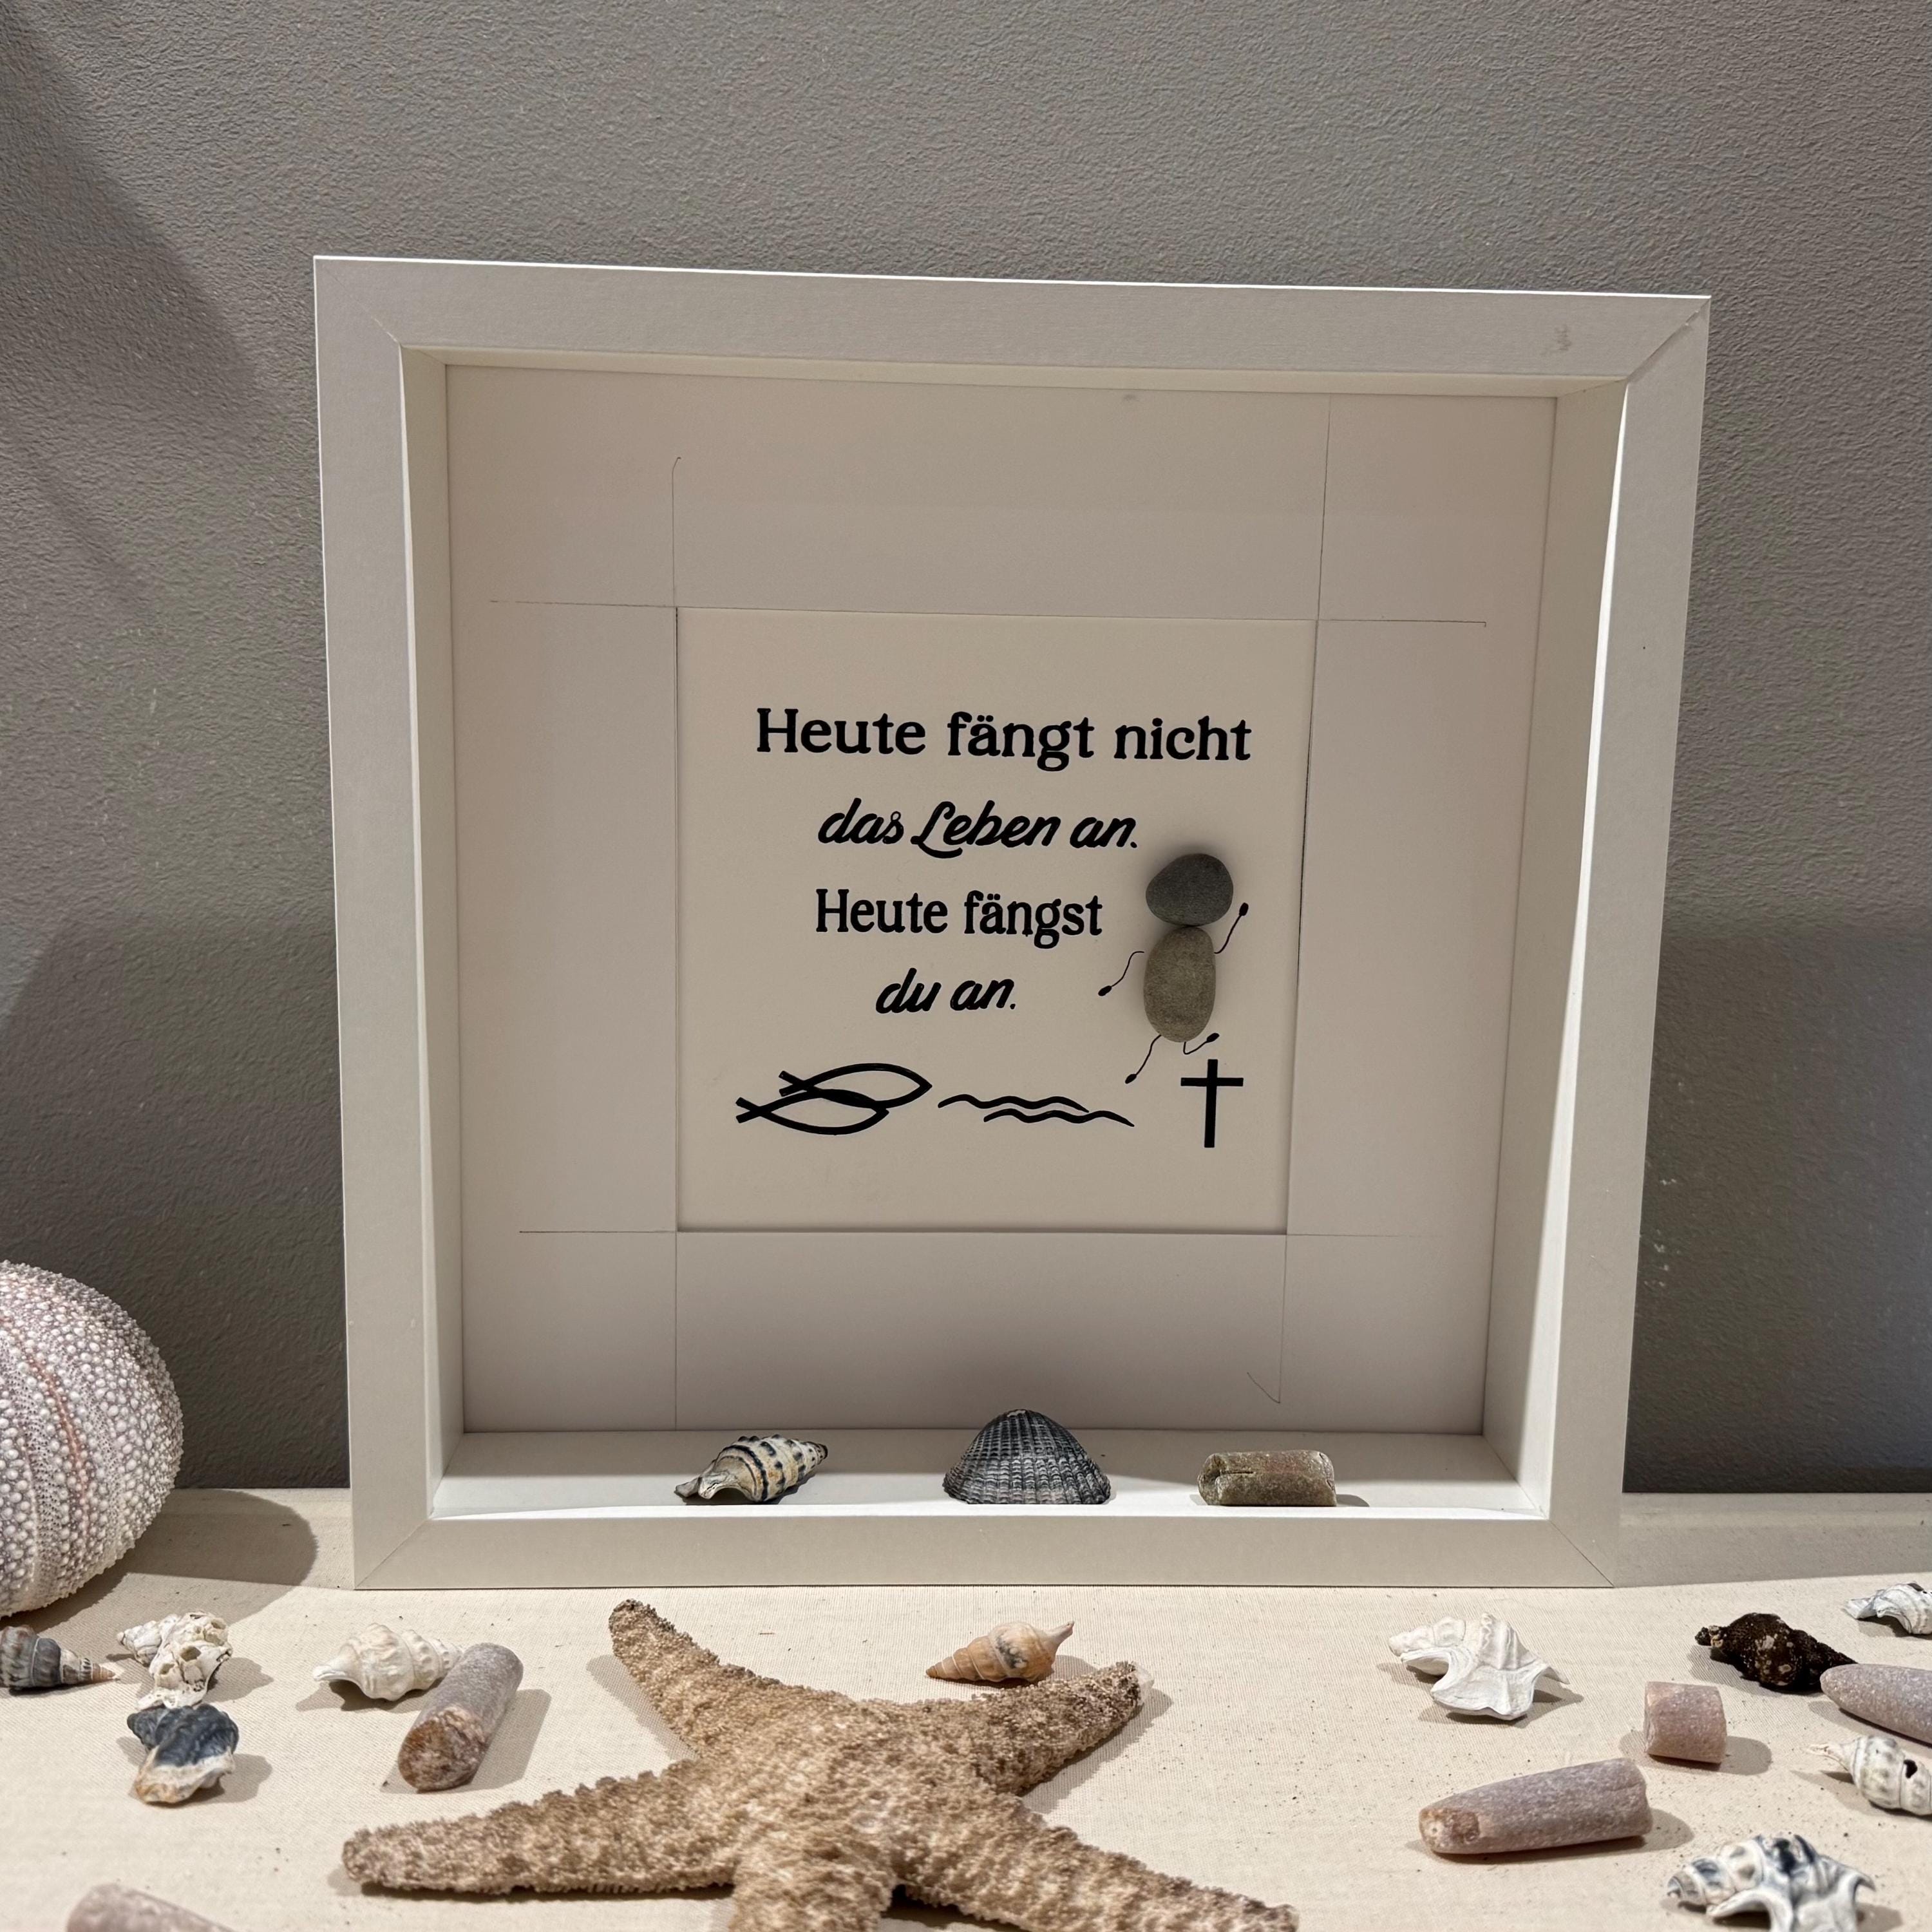 Heute fängt nicht
das Leben an.
Heute fängst
du an.